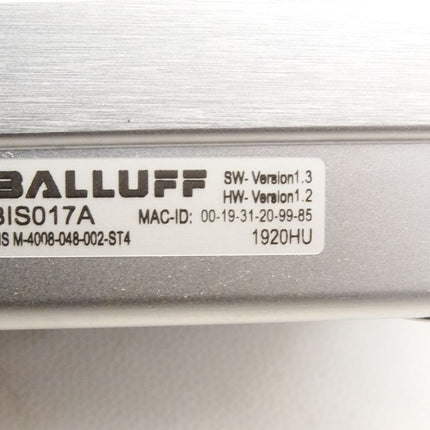 BALLUFF SW- Version1.3
HW- Version1.2
BIS017A MAC-ID: 00-19-31-20-99-85
IS M-4008-048-002-ST4 1920HU